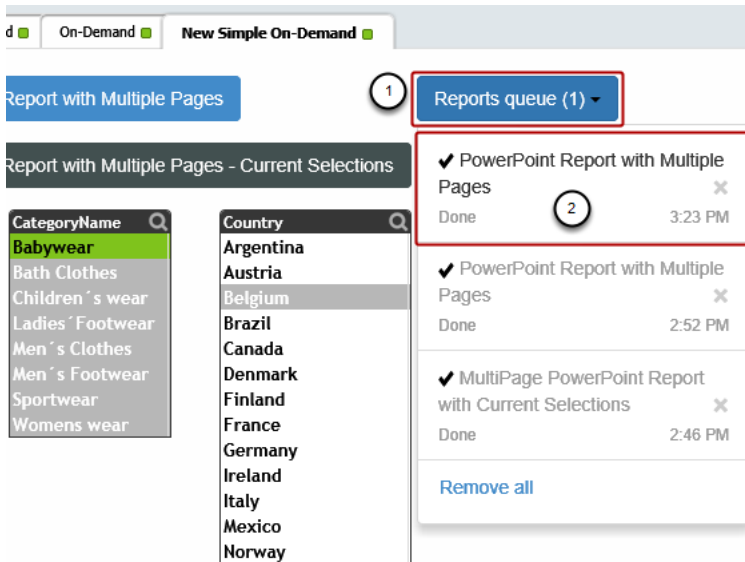 d
On-Demand
New Simple On-Demand
Report with Multiple Pages
1
Reports queue (1)
Report with Multiple Pages - Current Selections
✔ PowerPoint Report with Multiple
Pages
Done
2
3:23 PM
CategoryName
Babywear
Bath Clothes
Children´s wear
Ladies´Footwear
Men´s Clothes
Men´s Footwear
Sportwear
Womens wear
Country
Argentina
Austria
Belgium
Brazil
Canada
Denmark
Finland
France
Germany
Ireland
Italy
Mexico
Norway
✔ PowerPoint Report with Multiple
Pages
Done
2:52 PM
✔ MultiPage PowerPoint Report
with Current Selections
Done
2:46 PM
Remove all